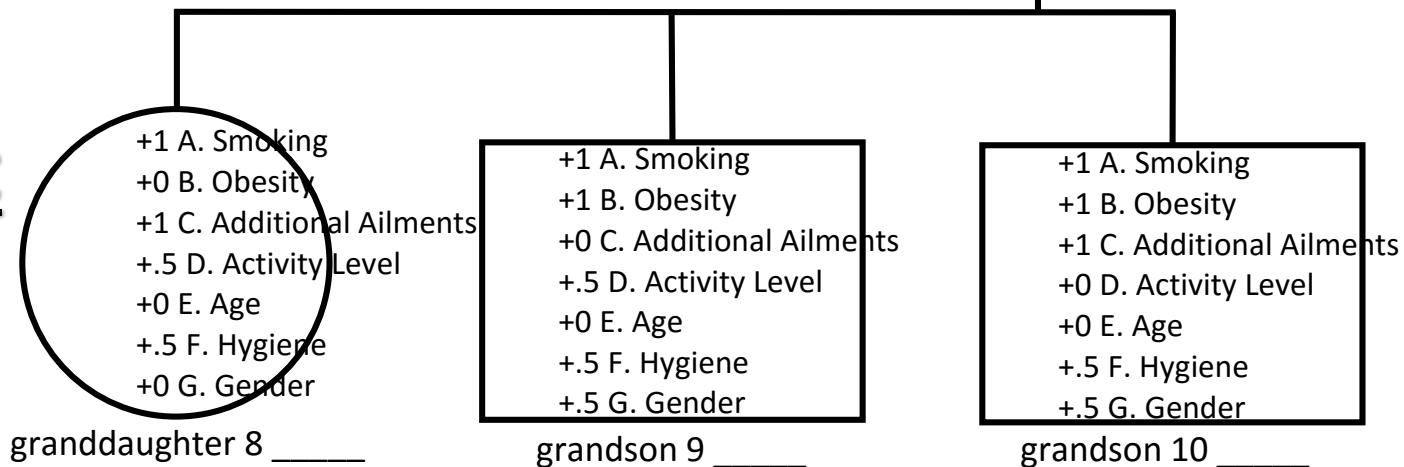 +1 A. Smoking
+0 B. Obesity
+1 C. Additional Ailments
+.5 D. Activity Level
+0 E. Age
+.5 F. Hygiene
+0 G. Gender
granddaughter 8 _____
+1 A. Smoking
+1 B. Obesity
+0 C. Additional Ailments
+.5 D. Activity Level
+0 E. Age
+.5 F. Hygiene
+.5 G. Gender
grandson 9 _____
+1 A. Smoking
+1 B. Obesity
+1 C. Additional Ailments
+0 D. Activity Level
+0 E. Age
+.5 F. Hygiene
+.5 G. Gender
grandson 10 _____